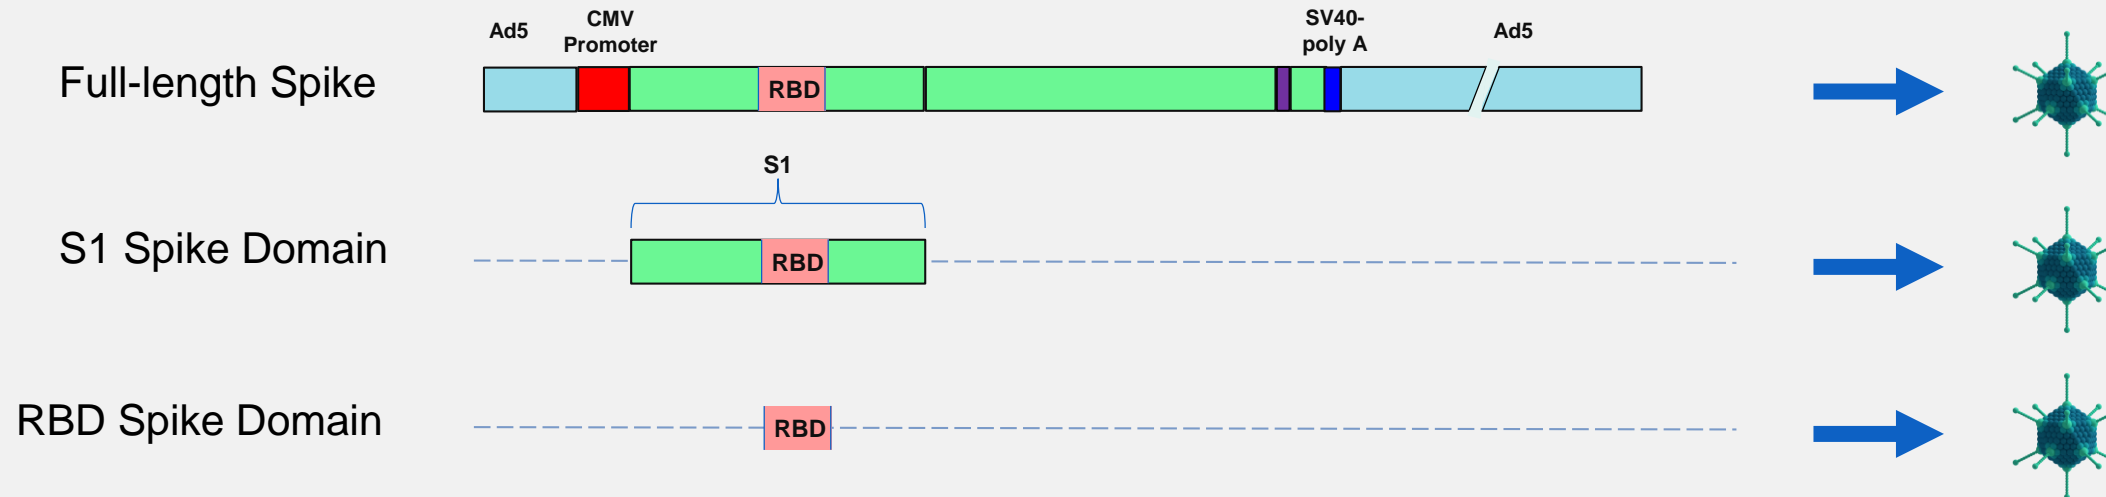 Ad5
CMV
Promoter
SV40-
poly A
Ad5
Full-length Spike
RBD
S1
S1 Spike Domain
RBD
RBD Spike Domain
RBD